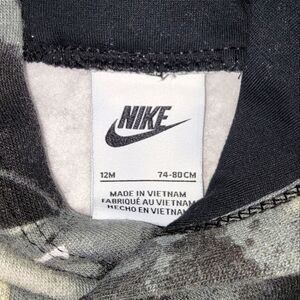 NIKE
12M 74-80CM
MADE IN VIETNAM
FABRIQUÉ AU VIETNAM
HECHO EN VIETNAM